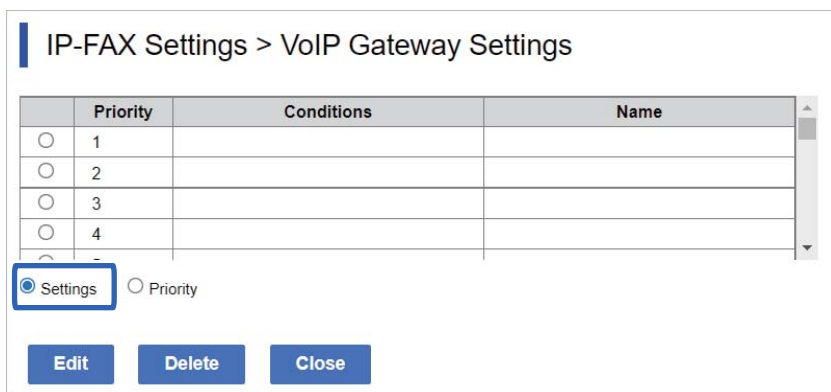 IP-FAX Settings > VoIP Gateway Settings
Priority Conditions Name
1
2
3
4
Settings Priority
Edit Delete Close